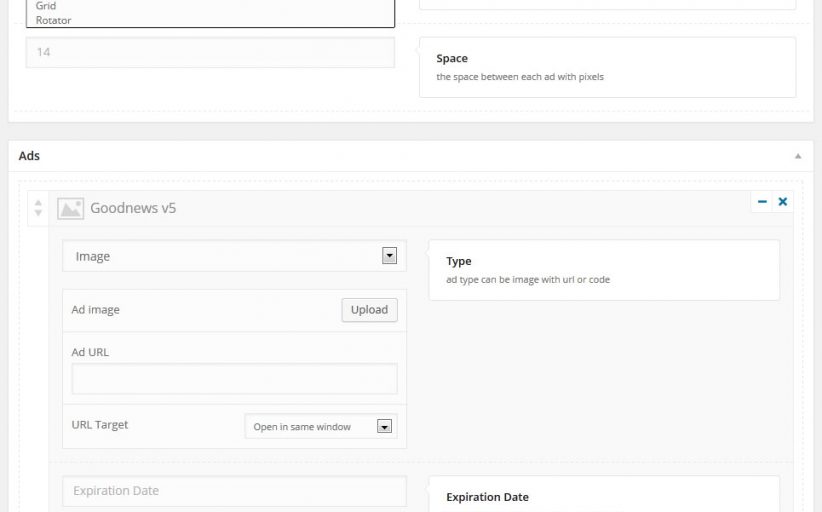 Grid
Rotator
14
Space
the space between each ad with pixels
Ads
Goodnews v5
Image
Type
ad type can be image with url or code
Ad image
Upload
Ad URL
URL Target
Open in same window
Expiration Date
Expiration Date